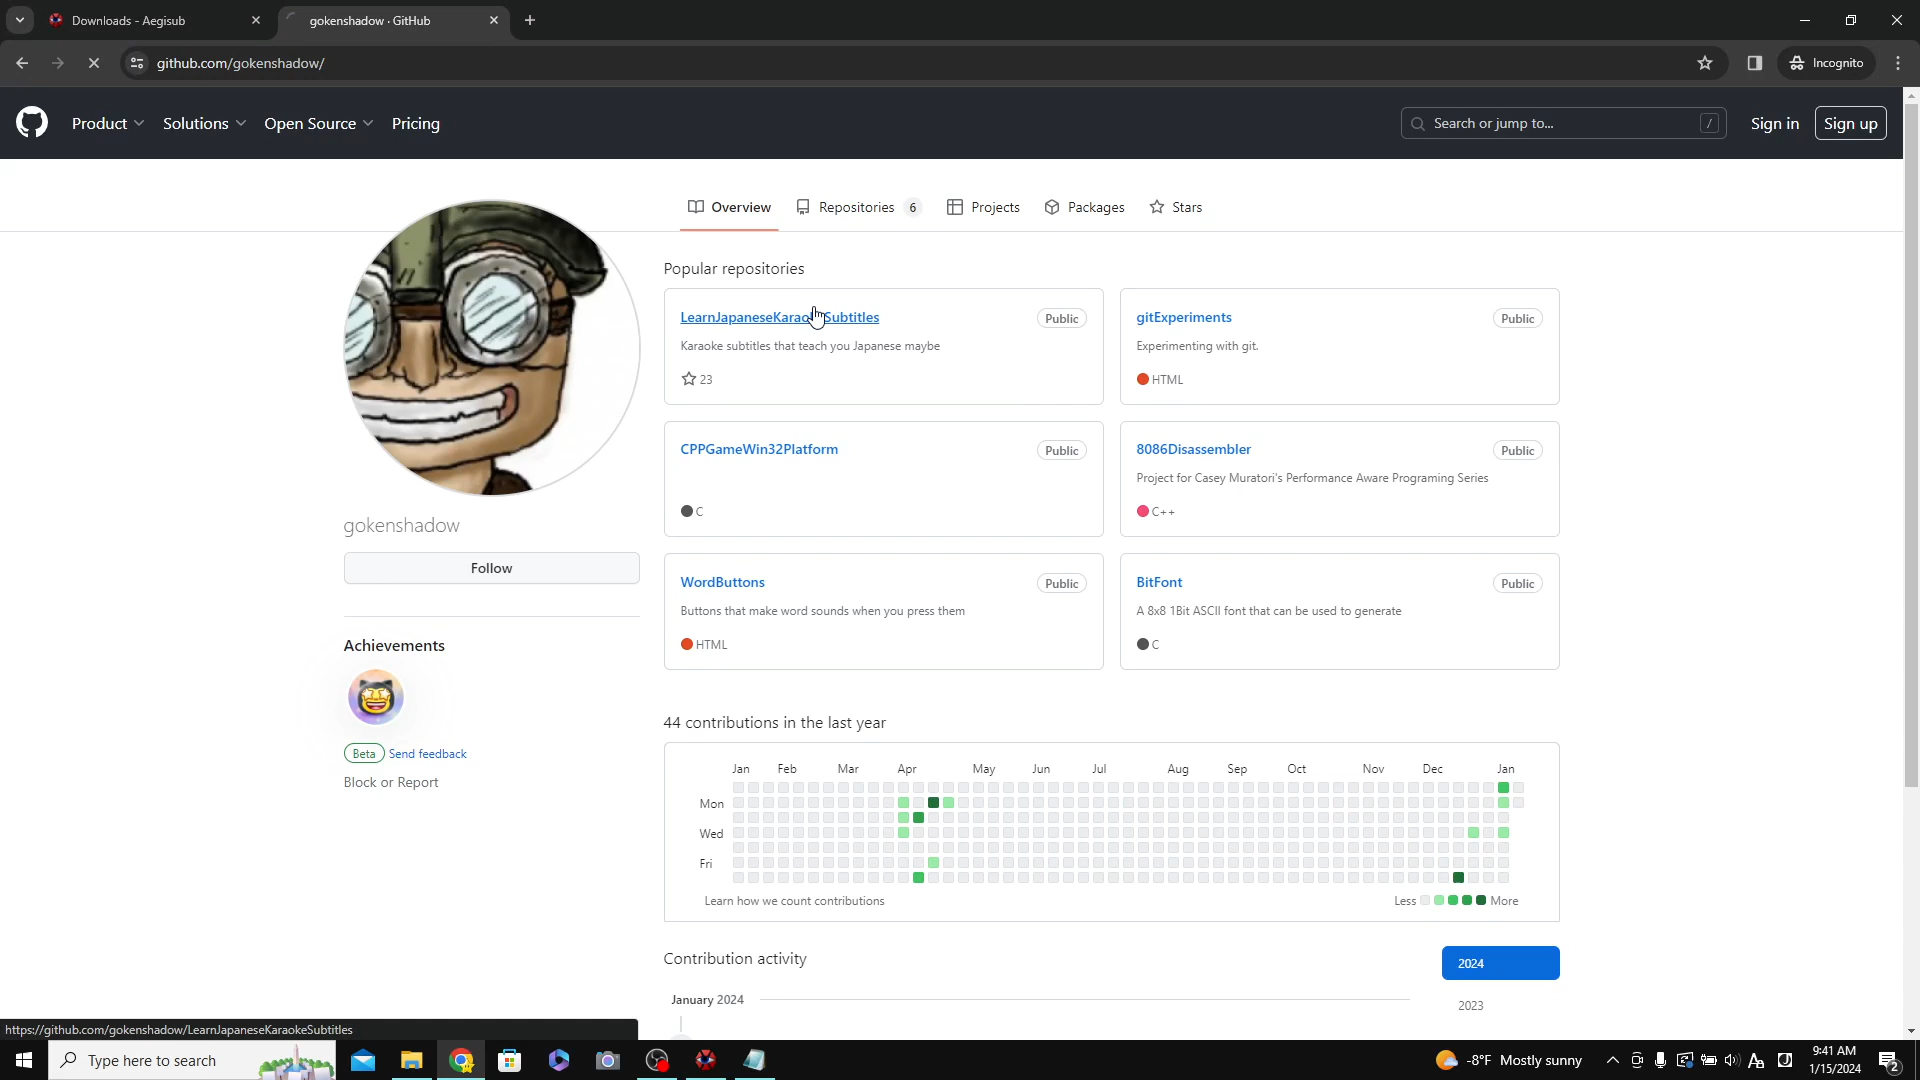 Downloads - Aegisub
gokenshadow · GitHub
github.com/gokenshadow/
Incognito
Product
Solutions
Open Source
Pricing
Search or jump to...
/
Sign in
Sign up
Overview
Repositories 6
Projects
Packages
Stars
Popular repositories
Public
Karaoke subtitles that teach you Japanese maybe
23
gitExperiments
Public
Experimenting with git.
HTML
CPPGameWin32Platform
Public
C
8086Disassembler
Public
Project for Casey Muratori's Performance Aware Programing Series
C++
WordButtons
Public
Buttons that make word sounds when you press them
HTML
BitFont
Public
A 8x8 1Bit ASCII font that can be used to generate
C
gokenshadow
Follow
Achievements
Beta Send feedback
Block or Report
44 contributions in the last year
Jan Feb Mar Apr May Jun Jul Aug Sep Oct Nov Dec Jan
Mon
Wed
Fri
Learn how we count contributions
Less More
Contribution activity
2024
2023
January 2024
https://github.com/gokenshadow/LearnJapaneseKaraokeSubtitles
Type here to search
-8°F Mostly sunny
9:41 AM
1/15/2024
2